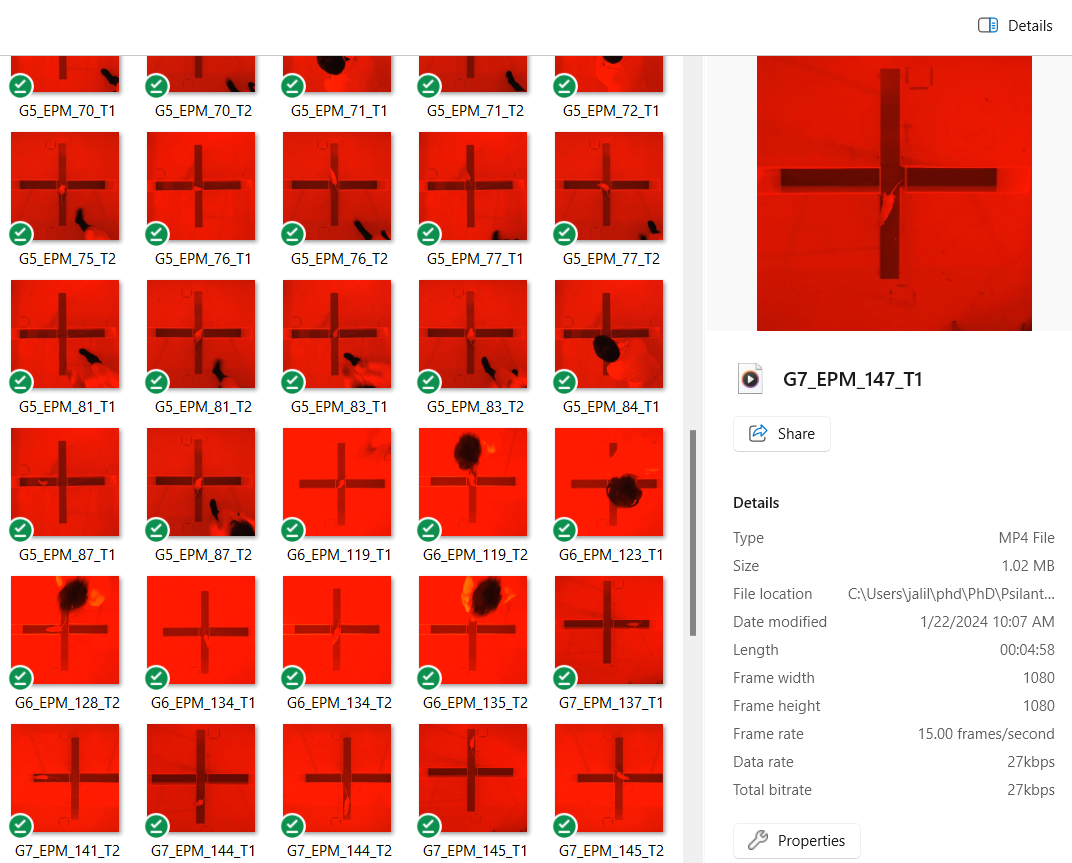 Details
G5_EPM_70_T1 G5_EPM_70_T2 G5_EPM_71_T1 G5_EPM_71_T2 G5_EPM_72_T1
G5_EPM_75_T2 G5_EPM_76_T1 G5_EPM_76_T2 G5_EPM_77_T1 G5_EPM_77_T2
G5_EPM_81_T1 G5_EPM_81_T2 G5_EPM_83_T1 G5_EPM_83_T2 G5_EPM_84_T1
G5_EPM_87_T1 G5_EPM_87_T2 G6_EPM_119_T1 G6_EPM_119_T2 G6_EPM_123_T1
G6_EPM_128_T2 G6_EPM_134_T1 G6_EPM_134_T2 G6_EPM_135_T2 G7_EPM_137_T1
G7_EPM_141_T2 G7_EPM_144_T1 G7_EPM_144_T2 G7_EPM_145_T1 G7_EPM_145_T2
G7_EPM_147_T1
Share
Details
Type MP4 File
Size 1.02 MB
File location C:\Users\jalil\phd\PhD\Psilant...
Date modified 1/22/2024 10:07 AM
Length 00:04:58
Frame width 1080
Frame height 1080
Frame rate 15.00 frames/second
Data rate 27kbps
Total bitrate 27kbps
Properties